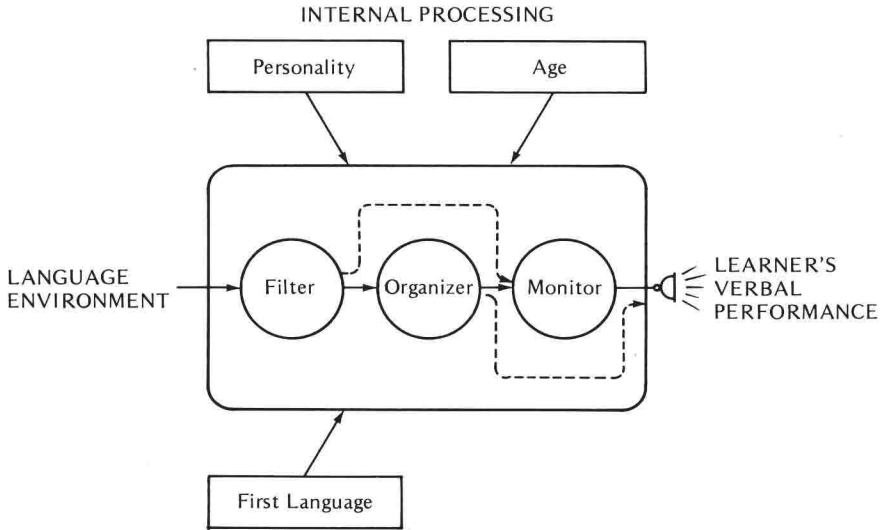 INTERNAL PROCESSING
Personality
Age
LANGUAGE
ENVIRONMENT
Filter
Organizer
Monitor
LEARNER'S
VERBAL
PERFORMANCE
First Language